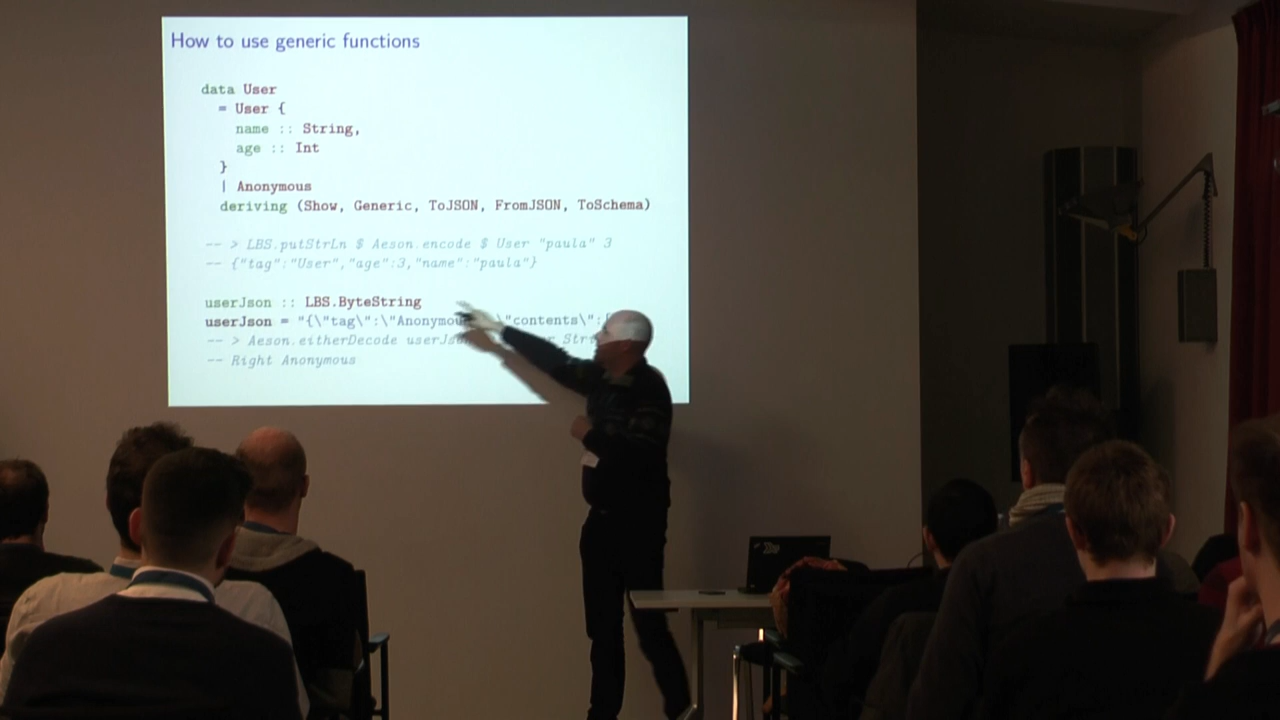 How to use generic functions
data User
= User {
name :: String,
age :: Int
}
| Anonymous
deriving (Show, Generic, ToJSON, FromJSON, ToSchema)
-- > LBS.putStrLn $ Aeson.encode $ User "paula" 3
-- {"tag":"User","age":3,"name":"paula"}
userJson :: LBS.ByteString
userJson = "{\"tag\":\"Anonymou \"contents\":[
-- > Aeson.eitherDecode userJs
-- Right Anonymous